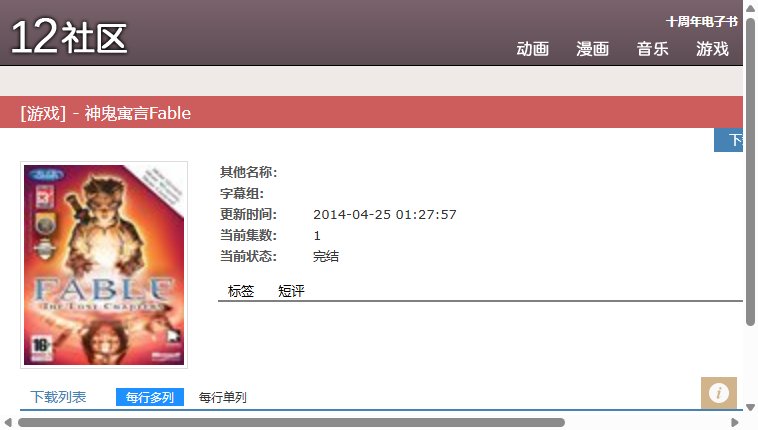 12社区
十周年电子书
动画 漫画 音乐 游戏
[游戏] - 神鬼寓言Fable
下
其他名称:
字幕组:
更新时间: 2014-04-25 01:27:57
当前集数: 1
当前状态: 完结
标签 短评
FABLE
THE LOST CHAPTERS
16+
Microsoft
下载列表 每行多列 每行单列
i